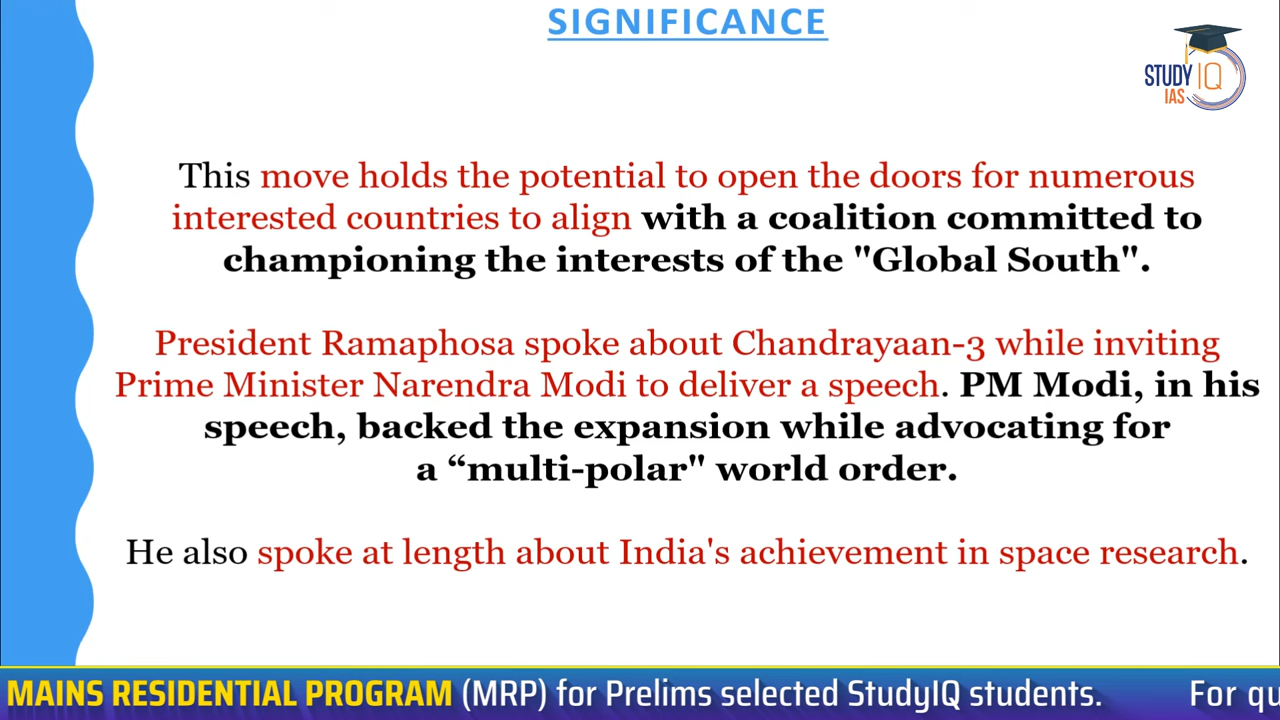 SIGNIFICANCE
STUDY IQ
IAS
This move holds the potential to open the doors for numerous
interested countries to align with a coalition committed to
championing the interests of the "Global South".
President Ramaphosa spoke about Chandrayaan-3 while inviting
Prime Minister Narendra Modi to deliver a speech. PM Modi, in his
speech, backed the expansion while advocating for
a “multi-polar" world order.
He also spoke at length about India's achievement in space research.
MAINS RESIDENTIAL PROGRAM (MRP) for Prelims selected StudyIQ students. For qu